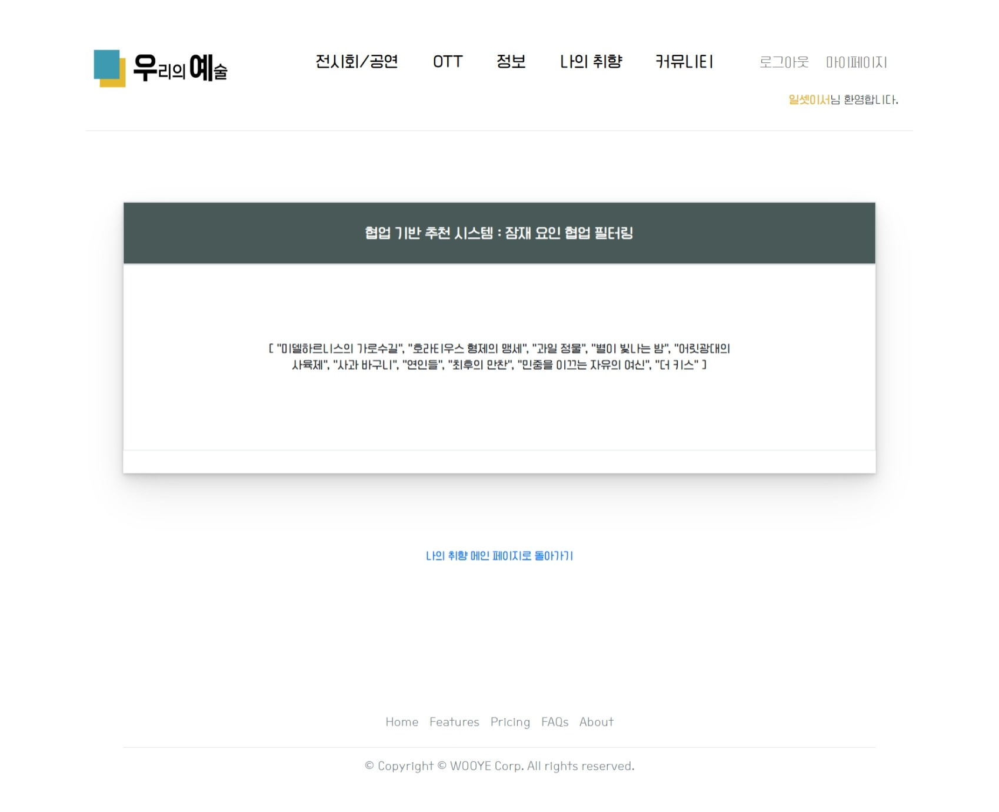 우리의 예술
전시회/공연 OTT 정보 나의 취향 커뮤니티 로그아웃 마이페이지
일셋이서님 환영합니다.
협업 기반 추천 시스템 : 잠재 요인 협업 필터링
[ "미델하르니스의 가로수길", "호라티우스 형제의 맹세", "과일 정물", "별이 빛나는 밤", "어릿광대의
사육제", "사과 바구니", "연인들", "최후의 만찬", "민중을 이끄는 자유의 여신", "더 키스" ]
나의 취향 메인 페이지로 돌아가기
Home Features Pricing FAQs About
© Copyright © WOOYE Corp. All rights reserved.